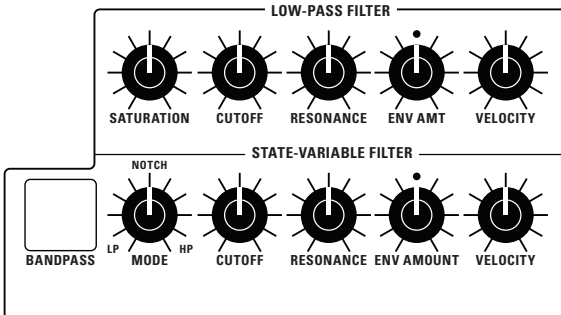 LOW-PASS FILTER
SATURATION CUTOFF RESONANCE ENV AMT VELOCITY
STATE-VARIABLE FILTER
NOTCH
LP HP
BANDPASS MODE CUTOFF RESONANCE ENV AMOUNT VELOCITY